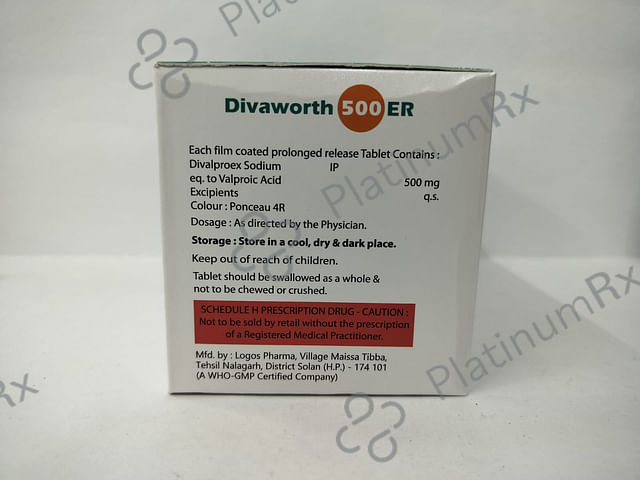 Divaworth 500 ER
Each film coated prolonged release Tablet Contains :
Divalproex Sodium IP
eq. to Valproic Acid 500 mg
Excipients q.s.
Colour : Ponceau 4R
Dosage : As directed by the Physician.
Storage : Store in a cool, dry & dark place.
Keep out of reach of children.
Tablet should be swallowed as a whole &
not to be chewed or crushed.
SCHEDULE H PRESCRIPTION DRUG - CAUTION :
Not to be sold by retail without the prescription
of a Registered Medical Practitioner.
Mfd. by : Logos Pharma, Village Maissa Tibba,
Tehsil Nalagarh, District Solan (H.P.) - 174 101
(A WHO-GMP Certified Company)
PlatinumRx
PlatinumRx
PlatinumRx
Rx